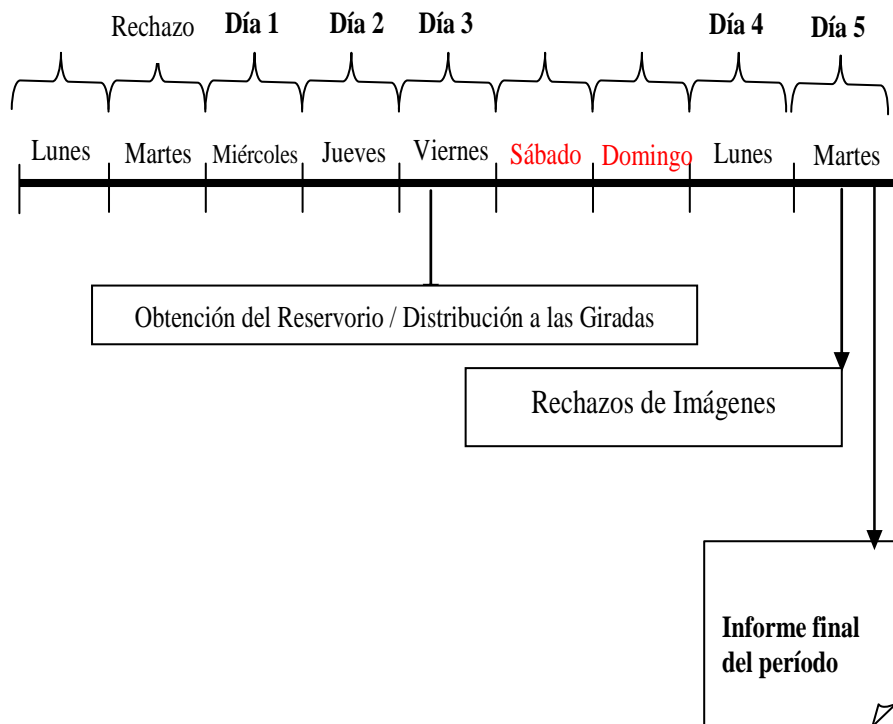 Rechazo Día 1 Día 2 Día 3 Día 4 Día 5
Lunes Martes Miércoles Jueves Viernes Sábado Domingo Lunes Martes
Obtención del Reservorio / Distribución a las Giradas
Rechazos de Imágenes
Informe final
del período